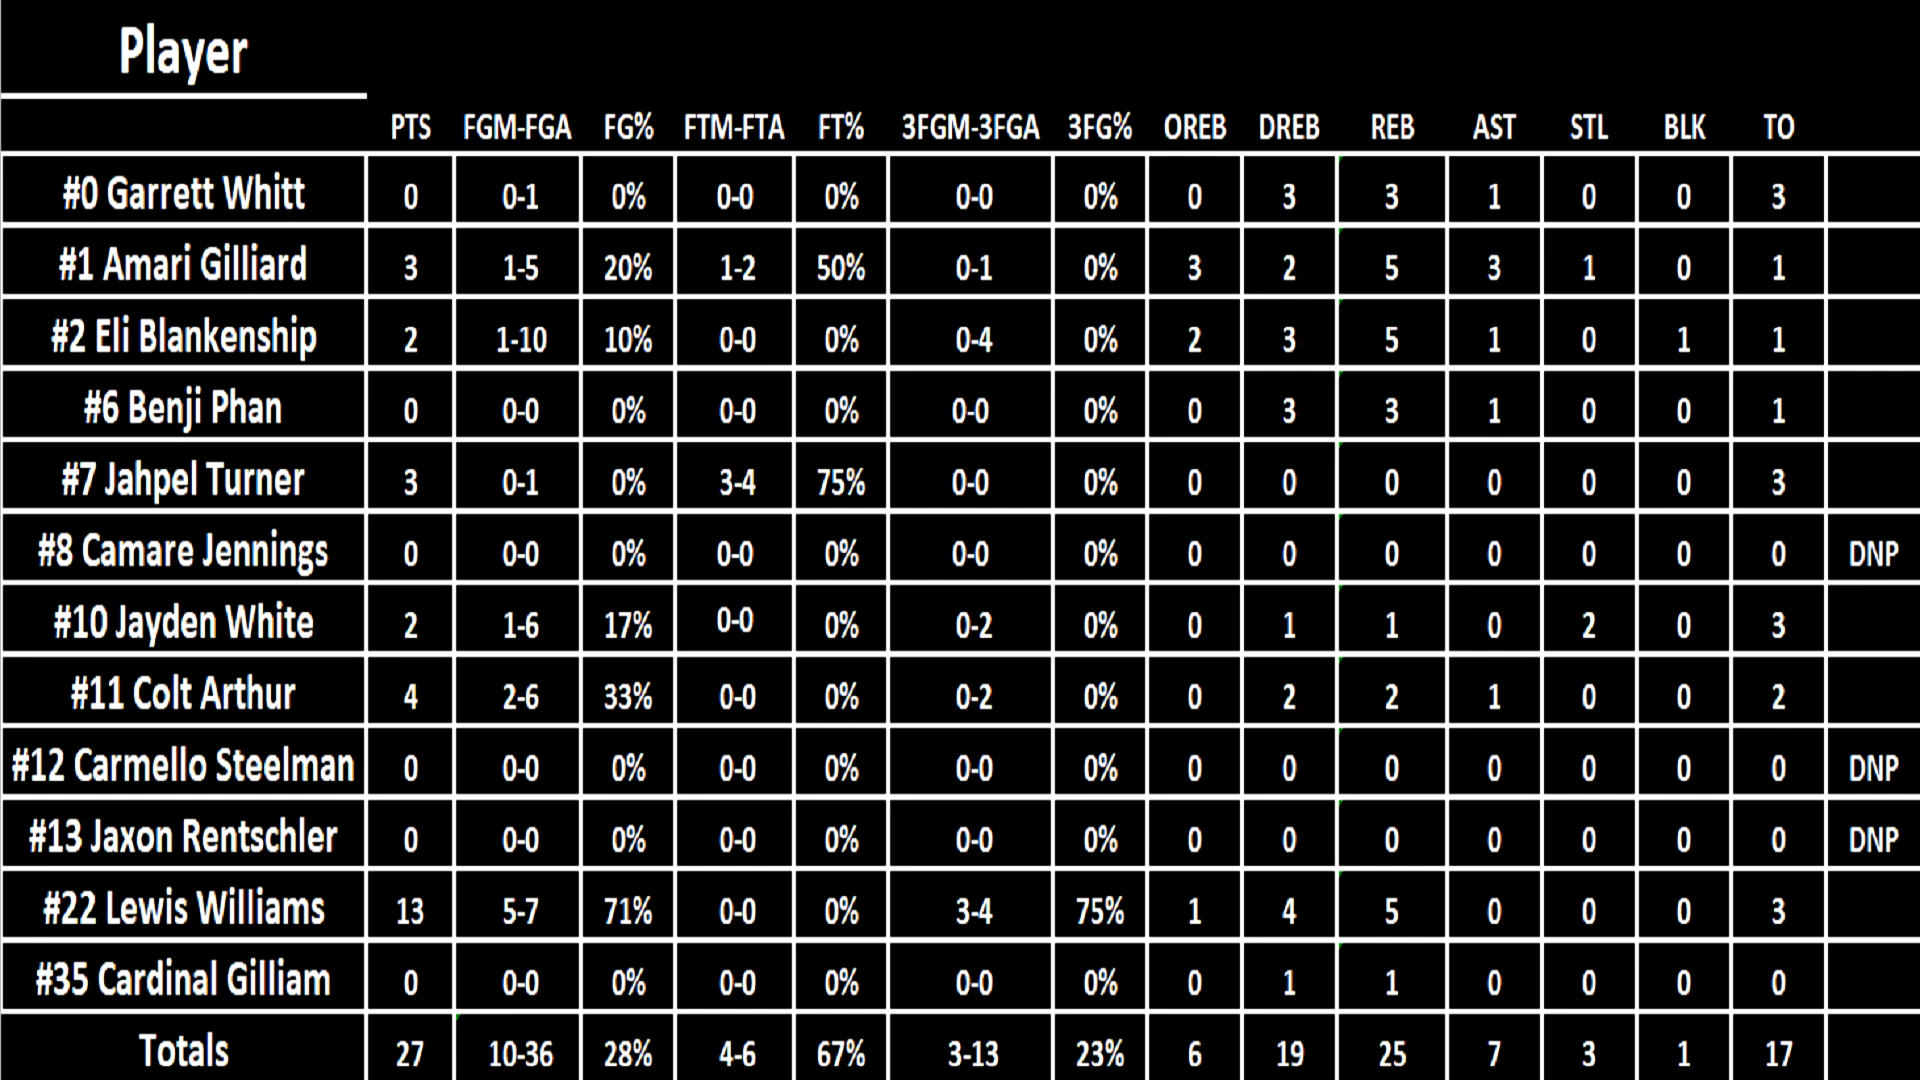 Player
PTS FGM-FGA FG% FTM-FTA FT% 3FGM-3FGA 3FG% OREB DREB REB AST STL BLK TO
#0 Garrett Whitt 0 0-1 0% 0-0 0% 0-0 0% 0 3 3 1 0 0 3
#1 Amari Gilliard 3 1-5 20% 1-2 50% 0-1 0% 3 2 5 3 1 0 1
#2 Eli Blankenship 2 1-10 10% 0-0 0% 0-4 0% 2 3 5 1 0 1 1
#6 Benji Phan 0 0-0 0% 0-0 0% 0-0 0% 0 3 3 1 0 0 1
#7 Jahpel Turner 3 0-1 0% 3-4 75% 0-0 0% 0 0 0 0 0 0 3
#8 Camare Jennings 0 0-0 0% 0-0 0% 0-0 0% 0 0 0 0 0 0 0 DNP
#10 Jayden White 2 1-6 17% 0-0 0% 0-2 0% 0 1 1 0 2 0 3
#11 Colt Arthur 4 2-6 33% 0-0 0% 0-2 0% 0 2 2 1 0 0 2
#12 Carmello Steelman 0 0-0 0% 0-0 0% 0-0 0% 0 0 0 0 0 0 0 DNP
#13 Jaxon Rentschler 0 0-0 0% 0-0 0% 0-0 0% 0 0 0 0 0 0 0 DNP
#22 Lewis Williams 13 5-7 71% 0-0 0% 3-4 75% 1 4 5 0 0 0 3
#35 Cardinal Gilliam 0 0-0 0% 0-0 0% 0-0 0% 0 1 1 0 0 0 0
Totals 27 10-36 28% 4-6 67% 3-13 23% 6 19 25 7 3 1 17